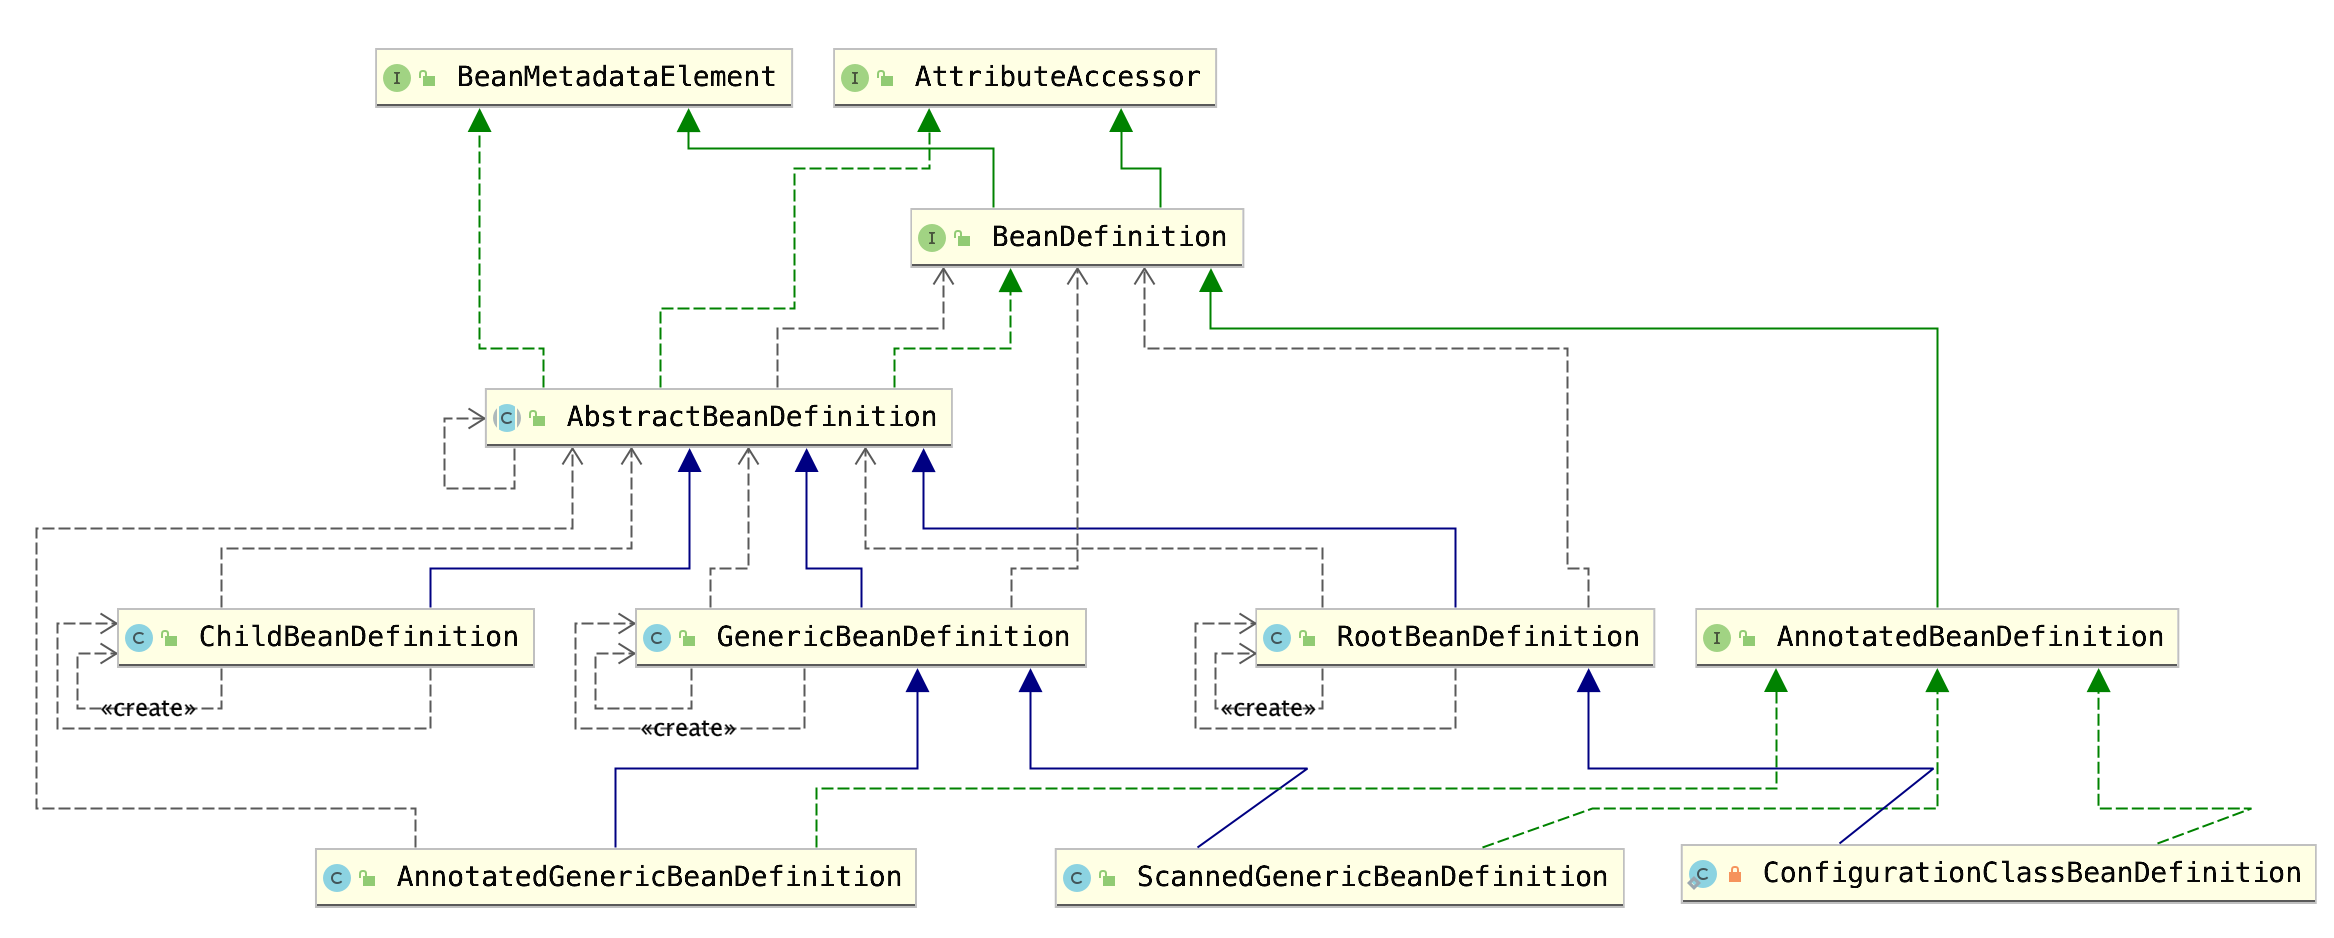 BeanMetadataElement
AttributeAccessor
BeanDefinition
AbstractBeanDefinition
ChildBeanDefinition
GenericBeanDefinition
RootBeanDefinition
AnnotatedBeanDefinition
«create»
«create»
«create»
AnnotatedGenericBeanDefinition
ScannedGenericBeanDefinition
ConfigurationClassBeanDefinition